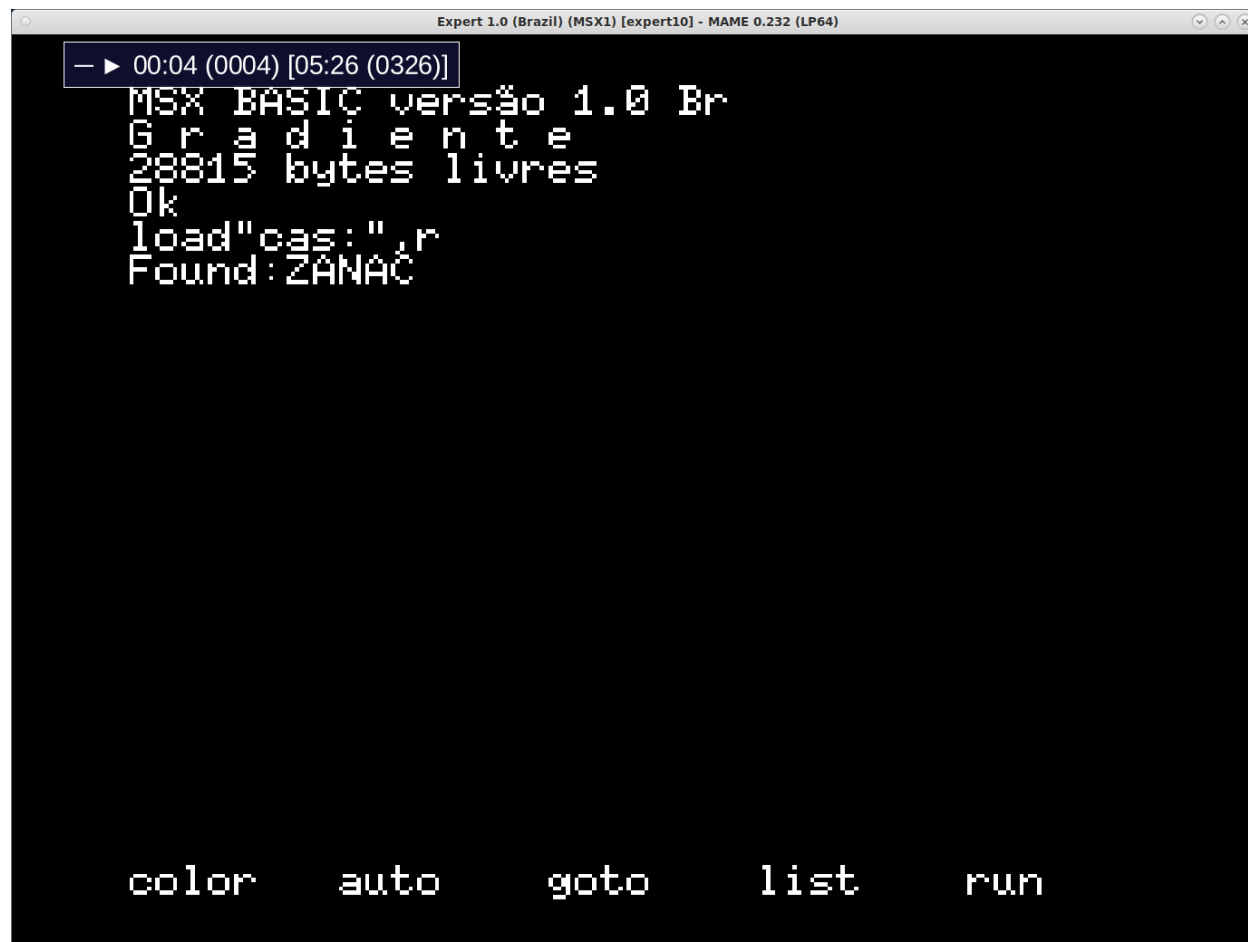 Expert 1.0 (Brazil) (MSX1) [expert10] - MAME 0.232 (LP64)
— ► 00:04 (0004) [05:26 (0326)]
MSX BASIC versão 1.0 Br
G r a d i e n t e
28815 bytes livres
Ok
load"cas:",r
Found:ZANAC
color auto goto list run